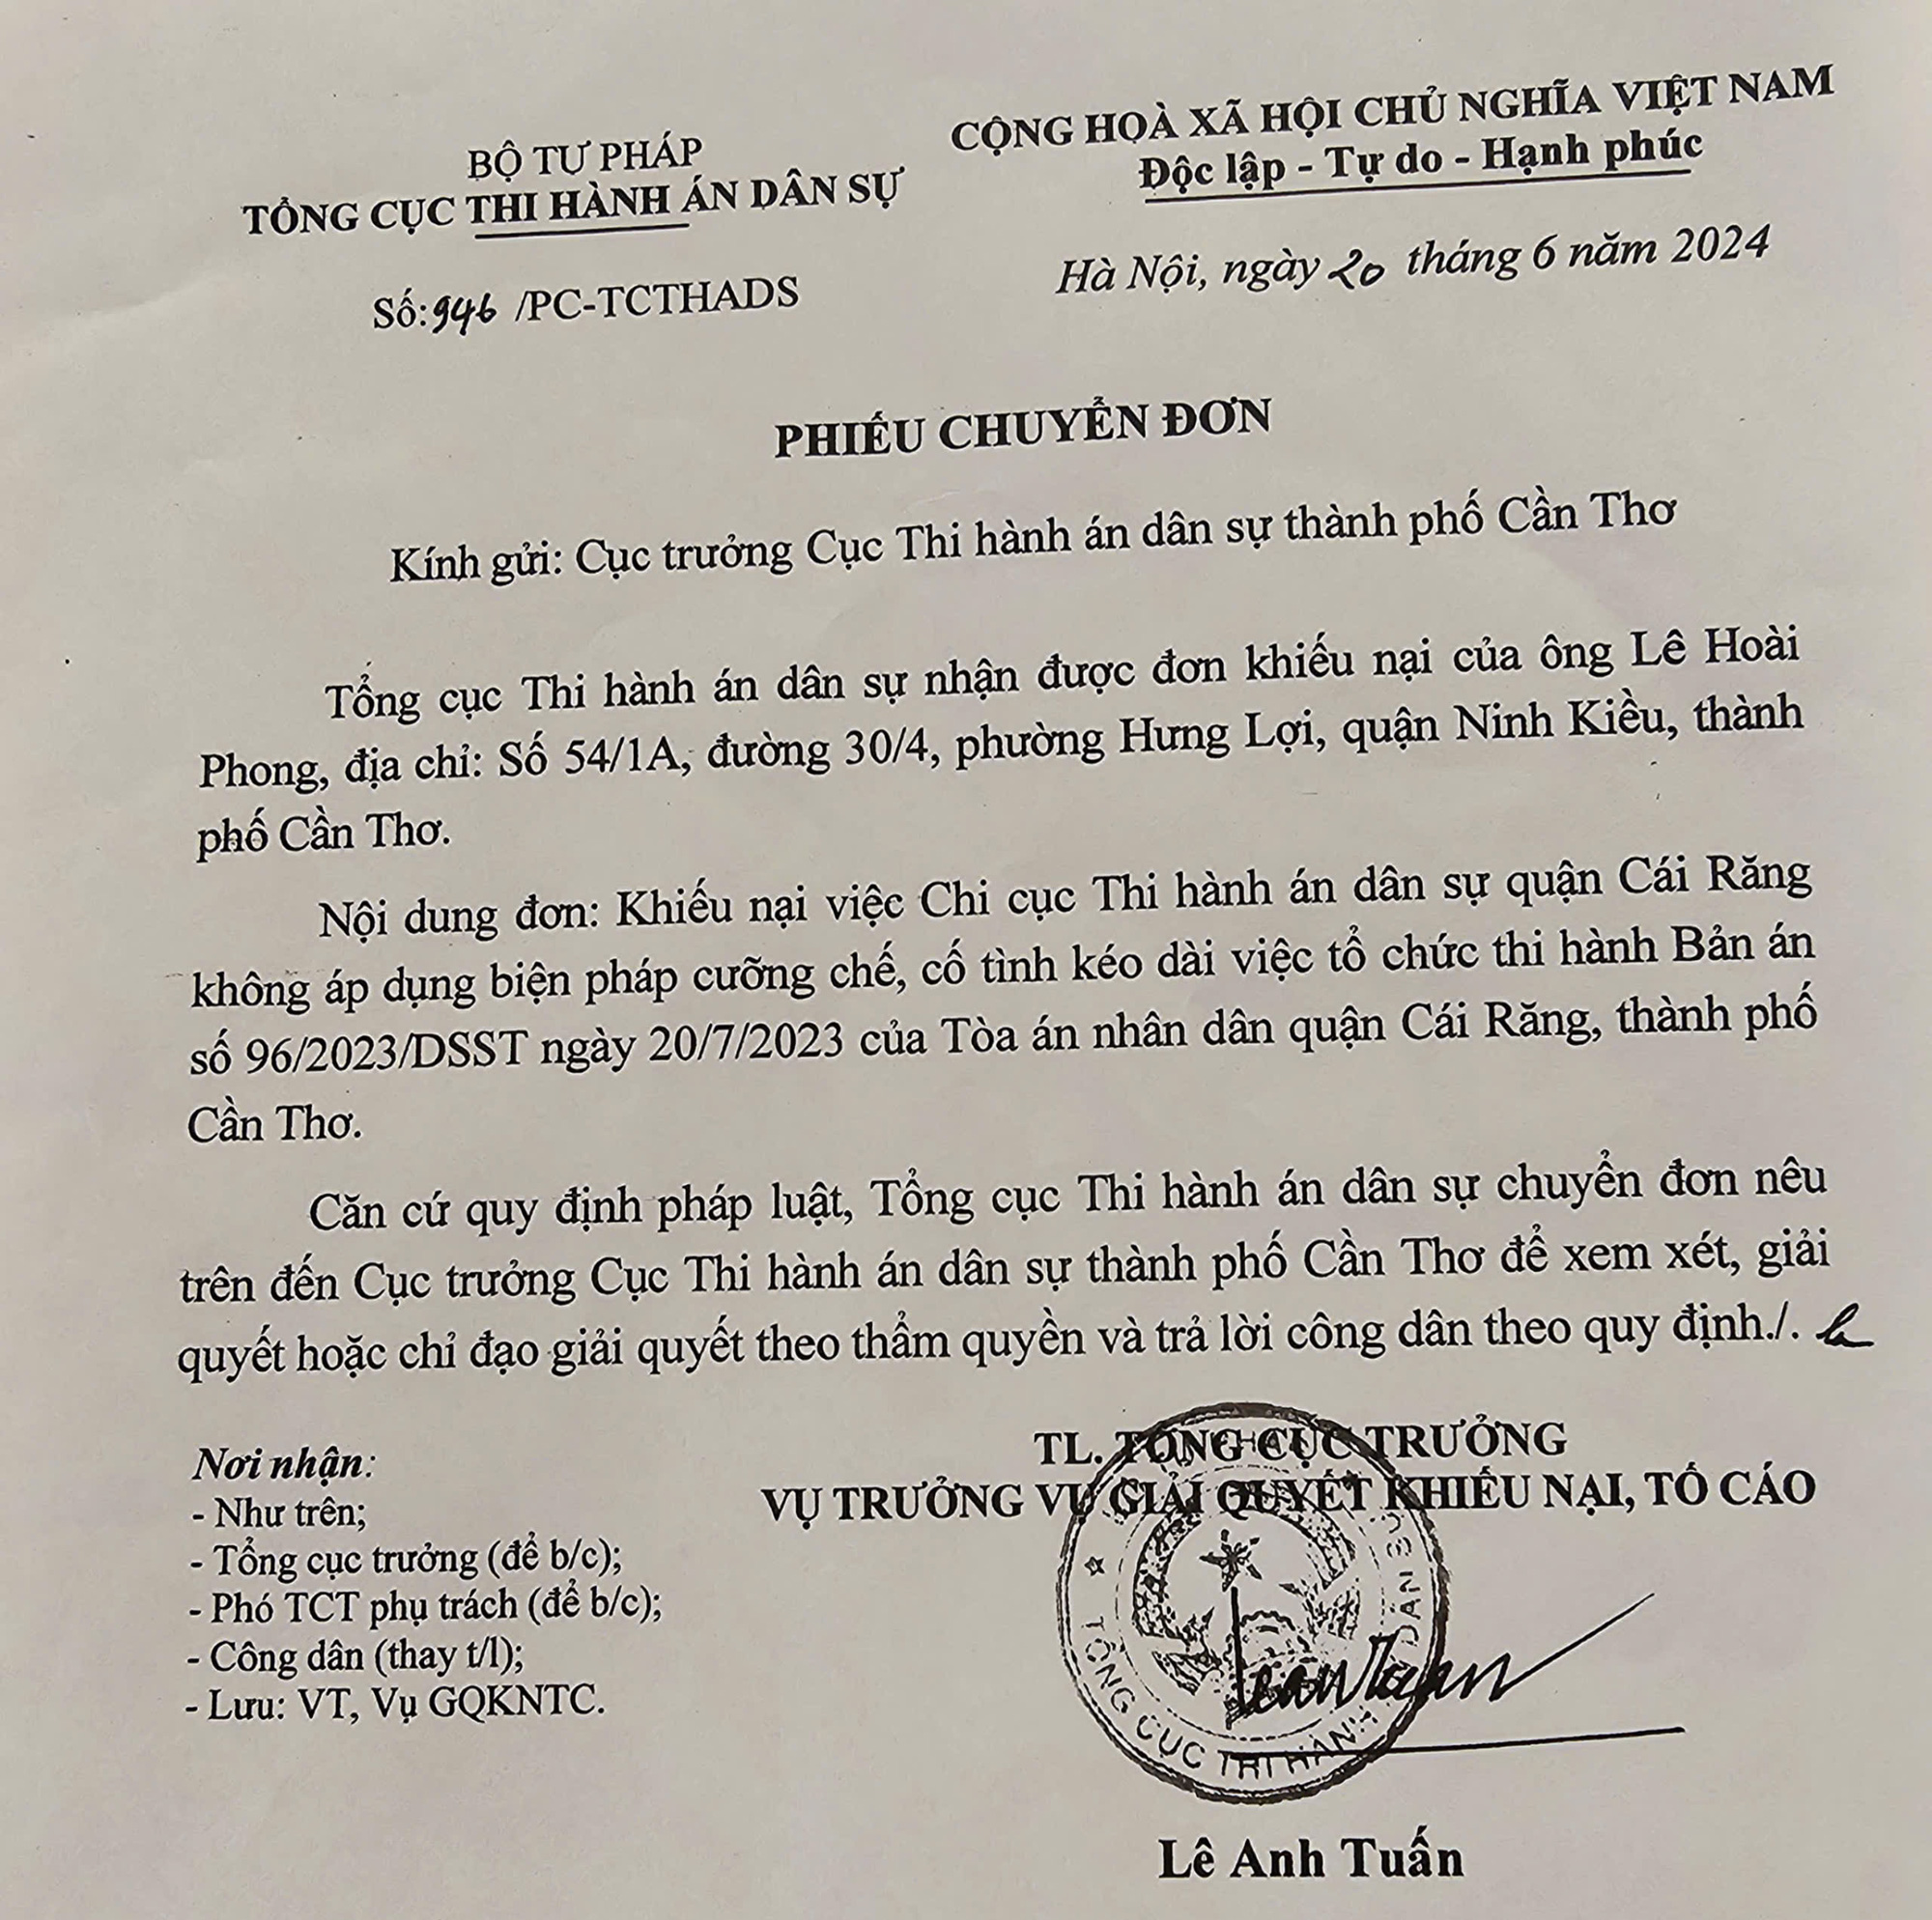 BỘ TƯ PHÁP
TỔNG CỤC THI HÀNH ÁN DÂN SỰ
CỘNG HOÀ XÃ HỘI CHỦ NGHĨA VIỆT NAM
Độc lập - Tự do - Hạnh phúc
Số: 946 /PC-TCTHADS
Hà Nội, ngày 20 tháng 6 năm 2024
PHIẾU CHUYỂN ĐƠN
Kính gửi: Cục trưởng Cục Thi hành án dân sự thành phố Cần Thơ
Tổng cục Thi hành án dân sự nhận được đơn khiếu nại của ông Lê Hoài
Phong, địa chỉ: Số 54/1A, đường 30/4, phường Hưng Lợi, quận Ninh Kiều, thành
phố Cần Thơ.
Nội dung đơn: Khiếu nại việc Chi cục Thi hành án dân sự quận Cái Răng
không áp dụng biện pháp cưỡng chế, cố tình kéo dài việc tổ chức thi hành Bản án
số 96/2023/DSST ngày 20/7/2023 của Tòa án nhân dân quận Cái Răng, thành phố
Cần Thơ.
Căn cứ quy định pháp luật, Tổng cục Thi hành án dân sự chuyển đơn nêu
trên đến Cục trưởng Cục Thi hành án dân sự thành phố Cần Thơ để xem xét, giải
quyết hoặc chỉ đạo giải quyết theo thẩm quyền và trả lời công dân theo quy định./.
TL. TỔNG CỤC TRƯỞNG
VỤ TRƯỞNG VỤ GIẢI QUYẾT KHIẾU NẠI, TỐ CÁO
Nơi nhận:
- Như trên;
- Tổng cục trưởng (để b/c);
- Phó TCT phụ trách (để b/c);
- Công dân (thay t/l);
- Lưu: VT, Vụ GQKNTC.
TỔNG CỤC THI HÀNH DÂN SỰ
Lê Anh Tuấn